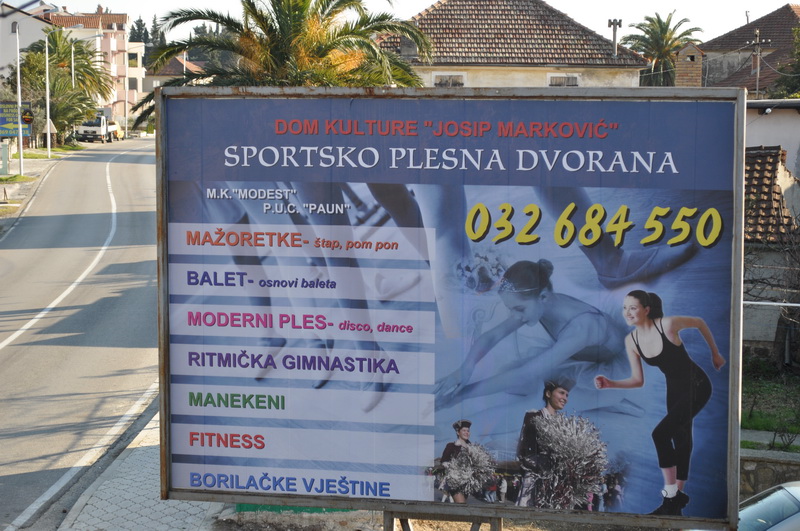 DOM KULTURE "JOSIP MARKOVIĆ"
SPORTSKO PLESNA DVORANA
M.K."MODEST"
P.U.C. "PAUN"
032 684 550
MAŽORETKE- štap, pom pon
BALET- osnovi baleta
MODERNI PLES- disco, dance
RITMIČKA GIMNASTIKA
MANEKENI
FITNESS
BORILAČKE VJEŠTINE